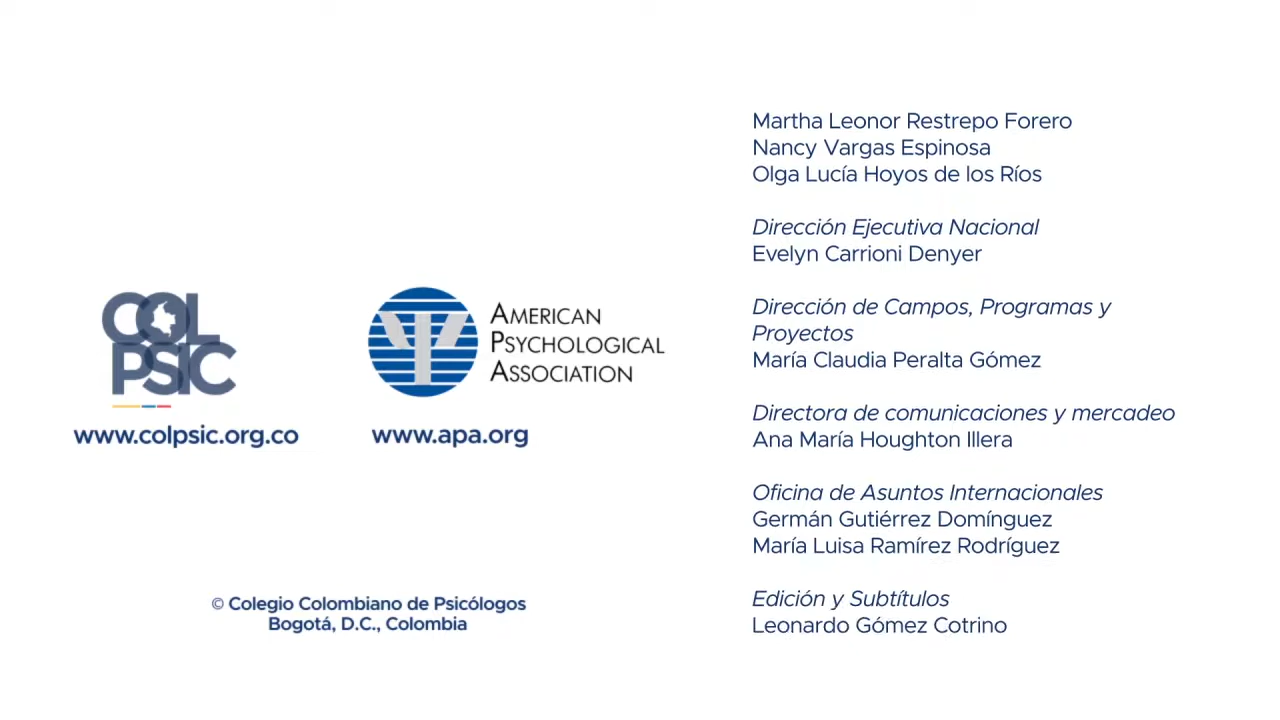 COL
PSIC
www.colpsic.org.co
AMERICAN
PSYCHOLOGICAL
ASSOCIATION
www.apa.org
© Colegio Colombiano de Psicólogos
Bogotá, D.C., Colombia
Martha Leonor Restrepo Forero
Nancy Vargas Espinosa
Olga Lucía Hoyos de los Ríos
Dirección Ejecutiva Nacional
Evelyn Carrioni Denyer
Dirección de Campos, Programas y
Proyectos
María Claudia Peralta Gómez
Directora de comunicaciones y mercadeo
Ana María Houghton Illera
Oficina de Asuntos Internacionales
Germán Gutiérrez Domínguez
María Luisa Ramírez Rodríguez
Edición y Subtítulos
Leonardo Gómez Cotrino